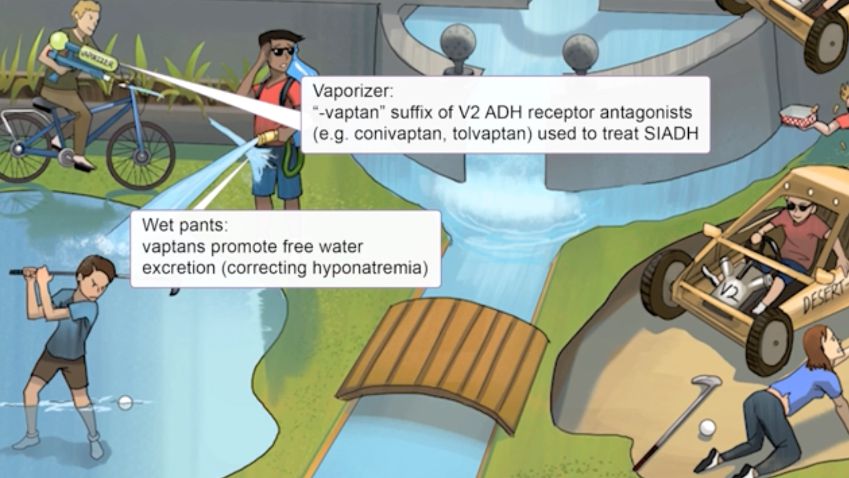 VAPORIZER
Vaporizer:
"-vaptan" suffix of V2 ADH receptor antagonists
(e.g. conivaptan, tolvaptan) used to treat SIADH
Wet pants:
vaptans promote free water
excretion (correcting hyponatremia)
V2
DESERT-